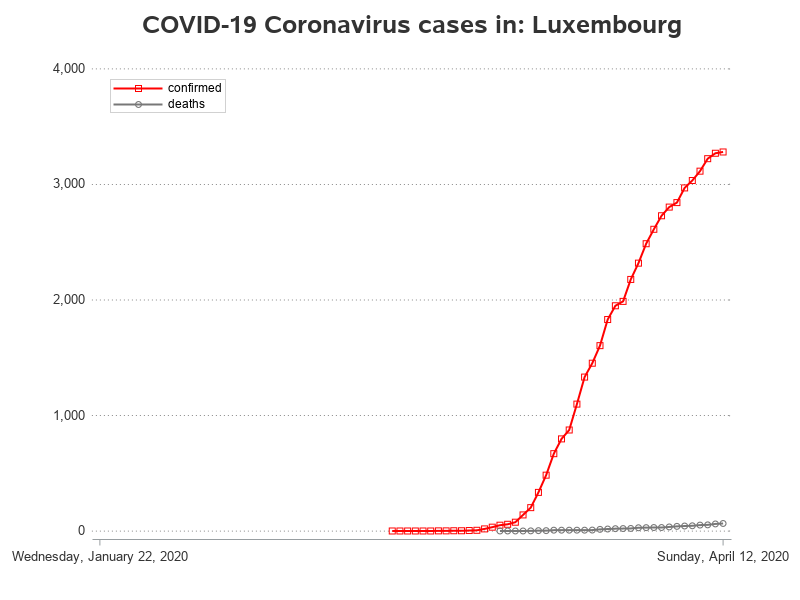 COVID-19 Coronavirus cases in: Luxembourg
4,000
confirmed
deaths
3,000
2,000
1,000
0
Wednesday, January 22, 2020
Sunday, April 12, 2020